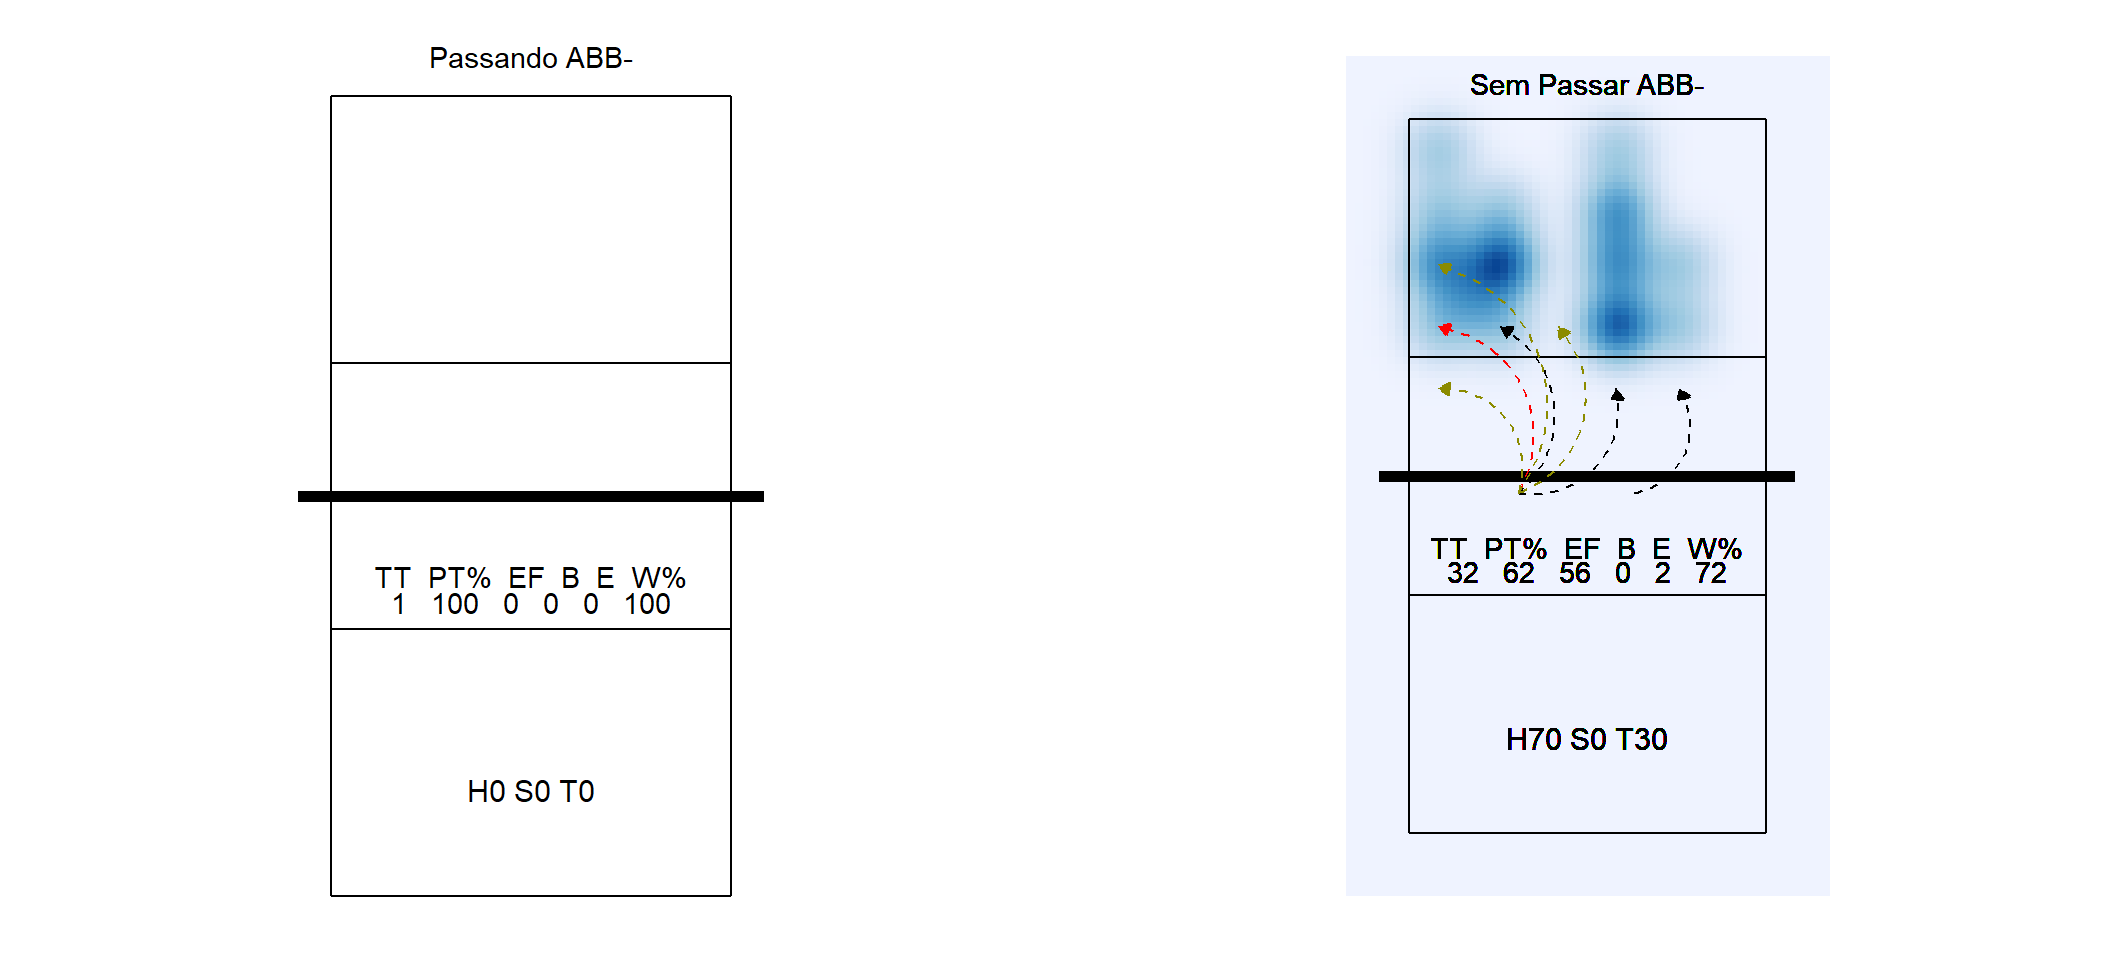 Passando ABB-
TT PT% EF B E W%
1 100 0 0 0 100
H0 S0 T0
Sem Passar ABB-
TT PT% EF B E W%
32 62 56 0 2 72
H70 S0 T30